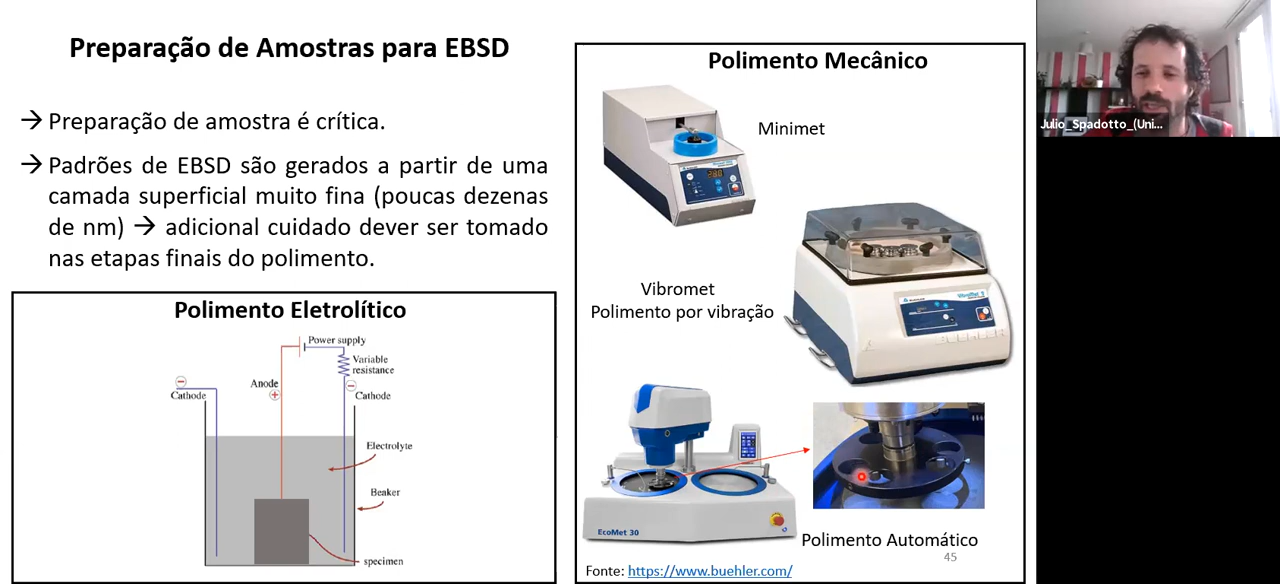 Preparação de Amostras para EBSD
→ Preparação de amostra é crítica.
→ Padrões de EBSD são gerados a partir de uma
camada superficial muito fina (poucas dezenas
de nm) → adicional cuidado dever ser tomado
nas etapas finais do polimento.
Polimento Eletrolítico
Power supply
Variable
resistance
Anode
+
−
Cathode
−
Cathode
Electrolyte
Beaker
specimen
Polimento Mecânico
Minimet
Vibromet
Polimento por vibração
VibroMet 2
BUEHLER
EcoMet 30
Polimento Automático
45
Fonte: https://www.buehler.com/
Julio_Spadotto_(Uni...